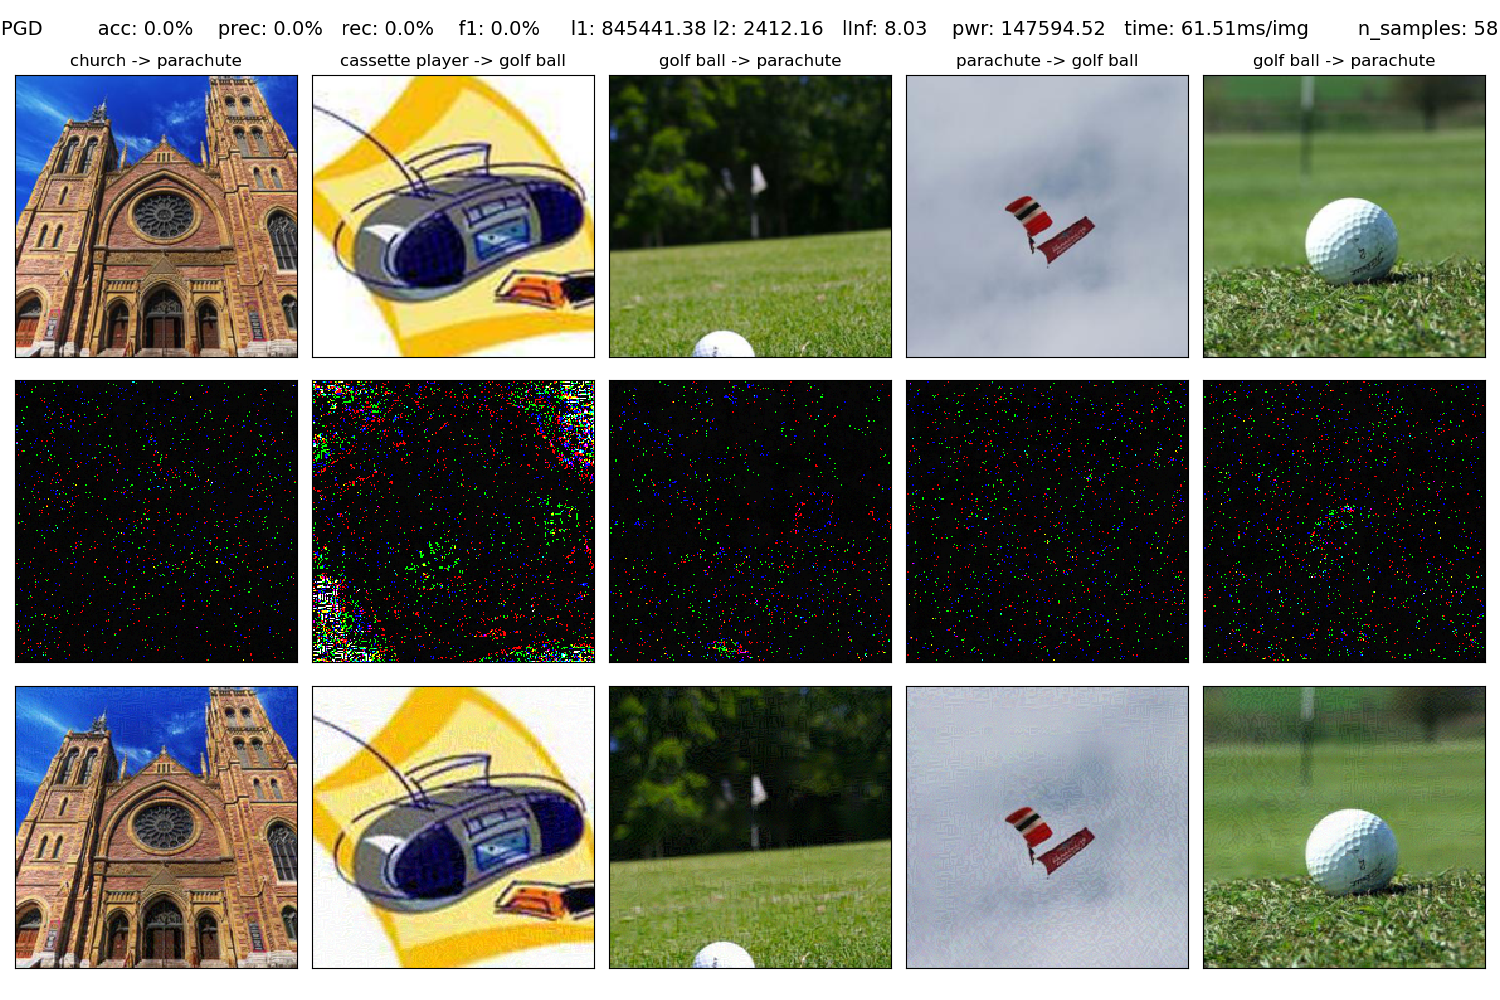 PGD acc: 0.0% prec: 0.0% rec: 0.0% f1: 0.0% l1: 845441.38 l2: 2412.16 lInf: 8.03 pwr: 147594.52 time: 61.51ms/img n_samples: 58
church -> parachute
cassette player -> golf ball
golf ball -> parachute
parachute -> golf ball
golf ball -> parachute